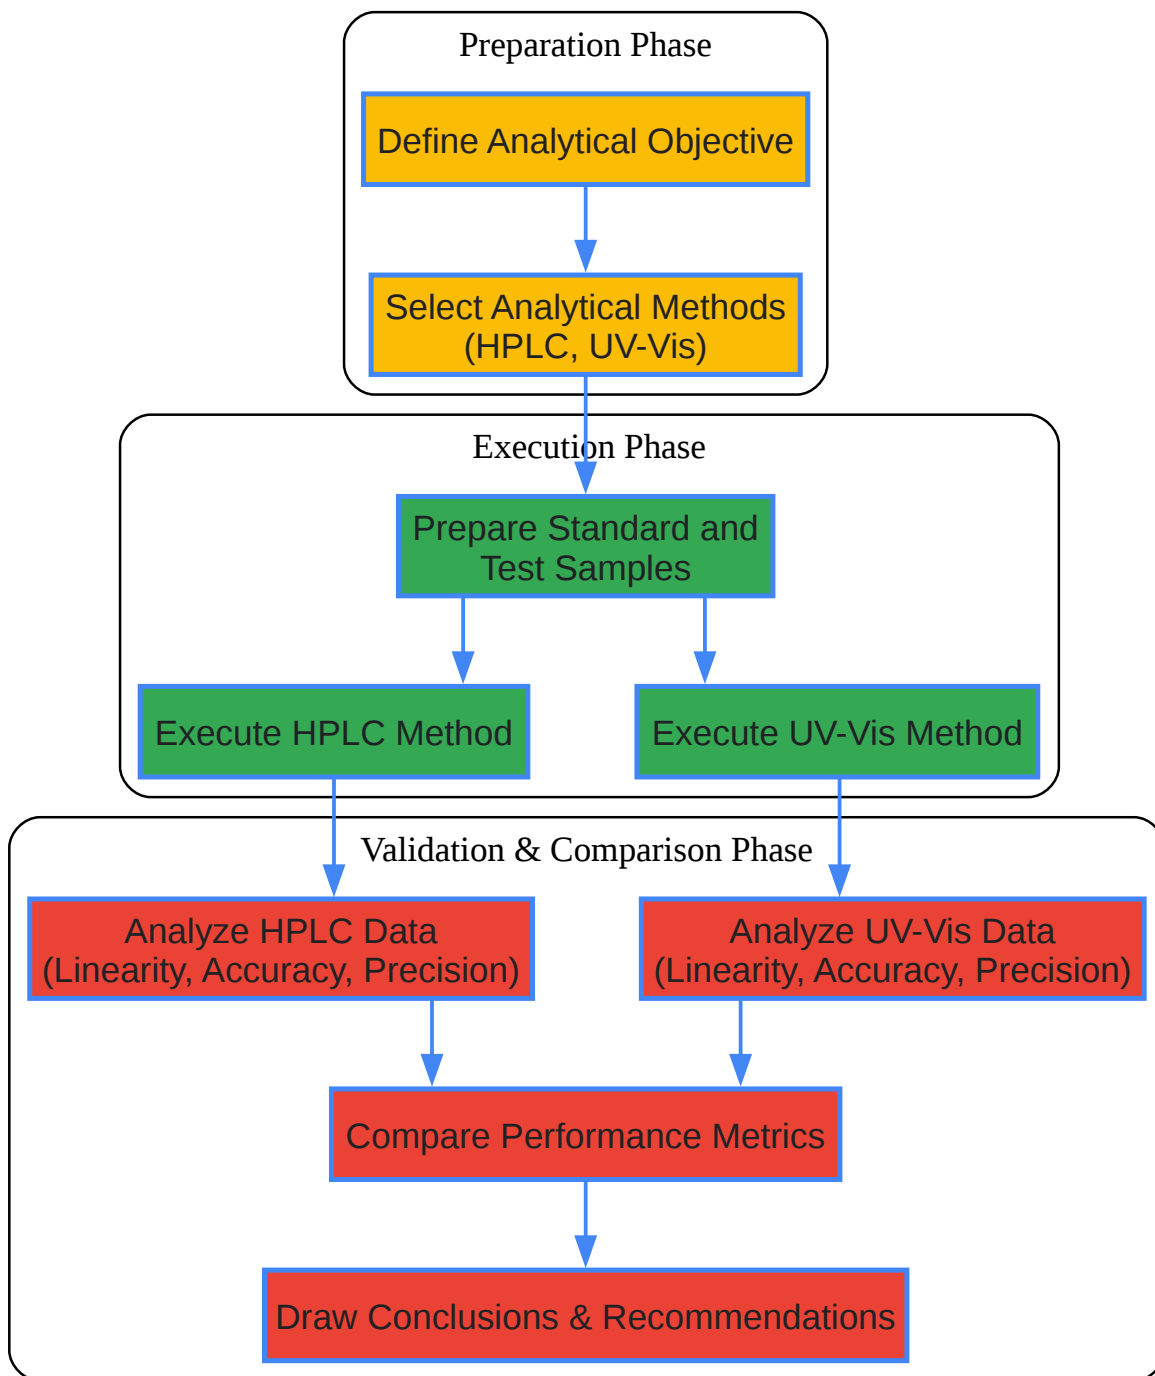 Preparation Phase
Define Analytical Objective
Select Analytical Methods
(HPLC, UV-Vis)
Execution Phase
Prepare Standard and
Test Samples
Execute HPLC Method
Execute UV-Vis Method
Validation & Comparison Phase
Analyze HPLC Data
(Linearity, Accuracy, Precision)
Analyze UV-Vis Data
(Linearity, Accuracy, Precision)
Compare Performance Metrics
Draw Conclusions & Recommendations